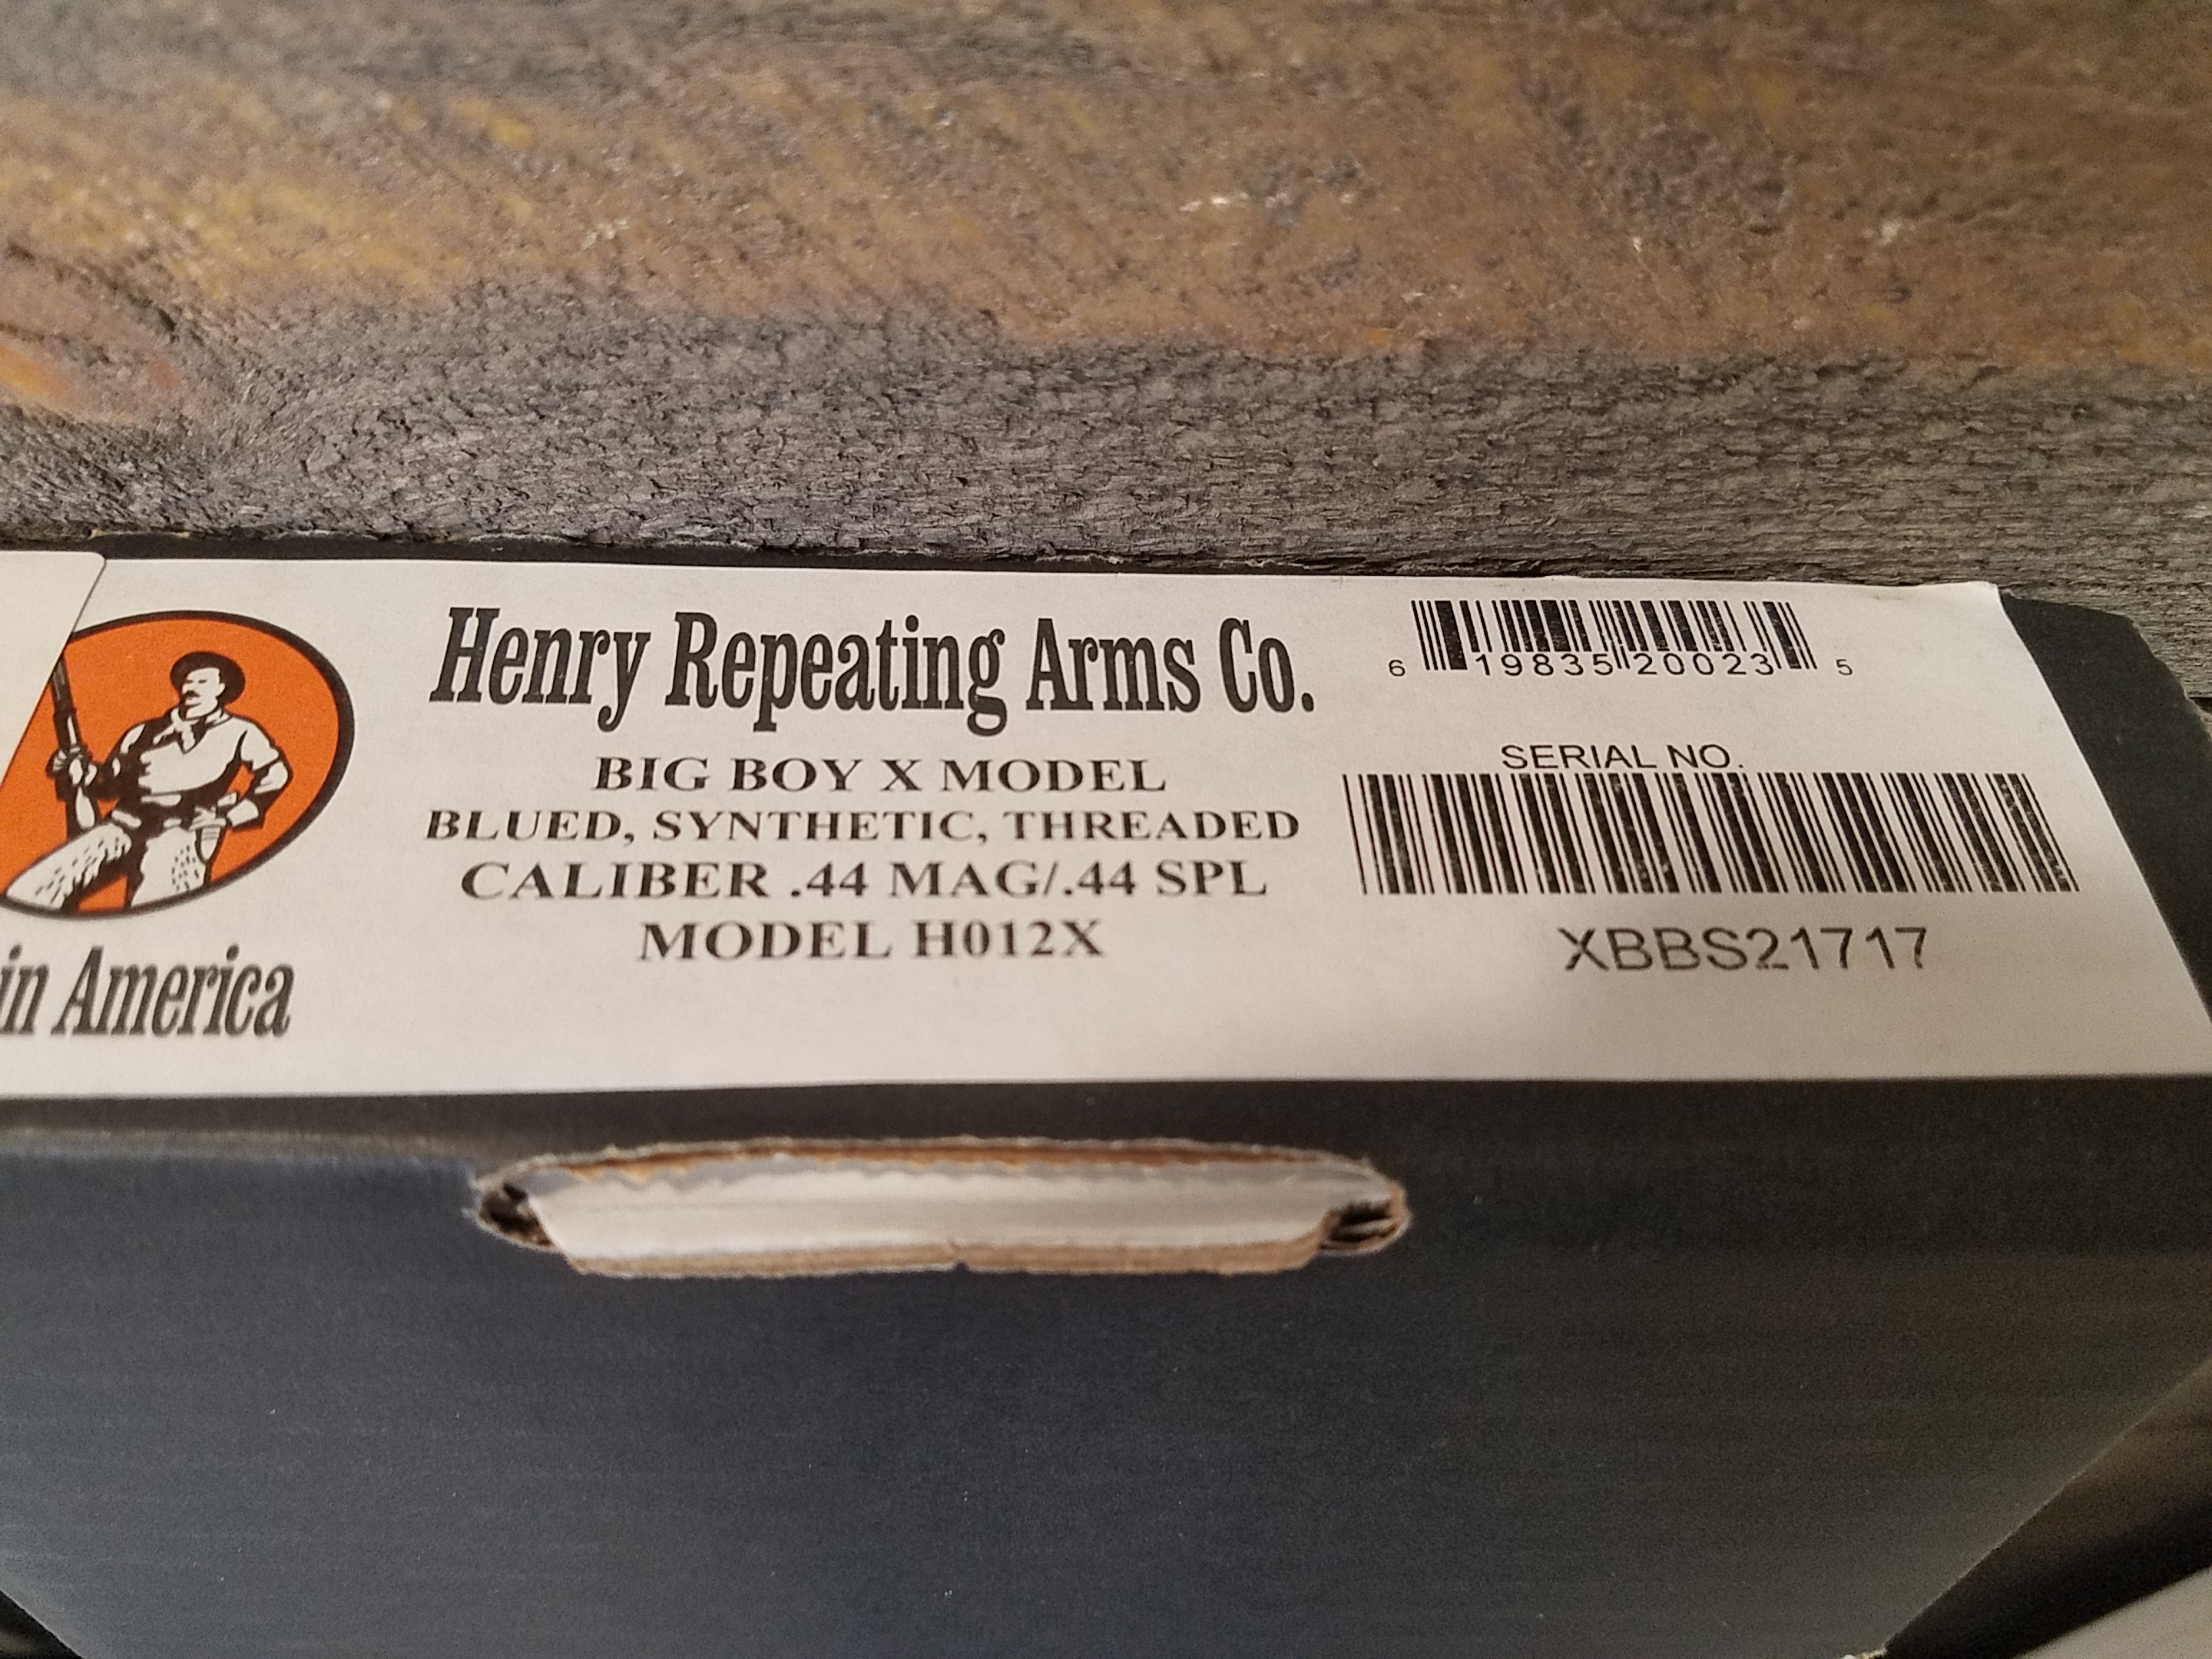 Henry Repeating Arms Co.
BIG BOY X MODEL
BLUED, SYNTHETIC, THREADED
CALIBER .44 MAG/.44 SPL
MODEL H012X
in America
6 19835 20023 5
SERIAL NO.
XBBS21717